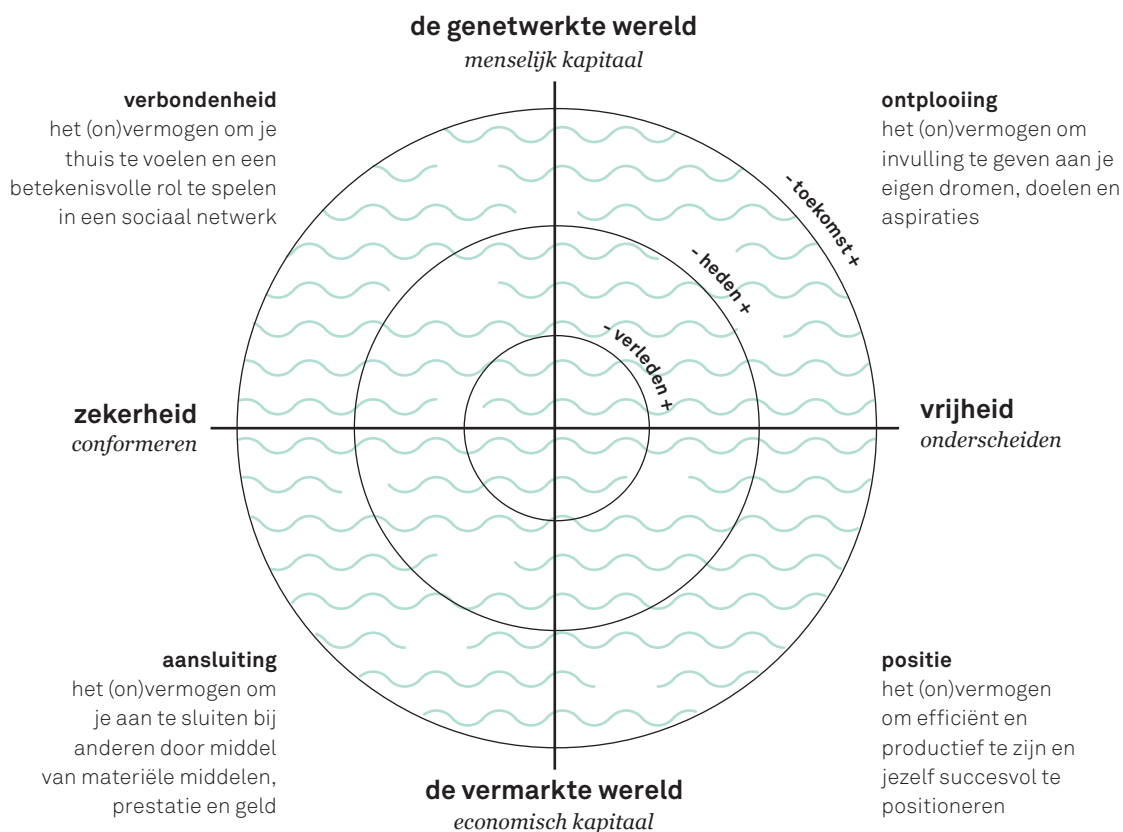 de genetwerkte wereld
menselijk kapitaal
verbondenheid
het (on)vermogen om je
thuis te voelen en een
betekenisvolle rol te spelen
in een sociaal netwerk
ontplooiing
het (on)vermogen om
invulling te geven aan je
eigen dromen, doelen en
aspiraties
- toekomst +
- heden +
- verleden +
zekerheid
conformeren
vrijheid
onderscheiden
aansluiting
het (on)vermogen om
je aan te sluiten bij
anderen door middel
van materiële middelen,
prestatie en geld
positie
het (on)vermogen
om efficiënt en
productief te zijn en
jezelf succesvol te
positioneren
de vermarkte wereld
economisch kapitaal